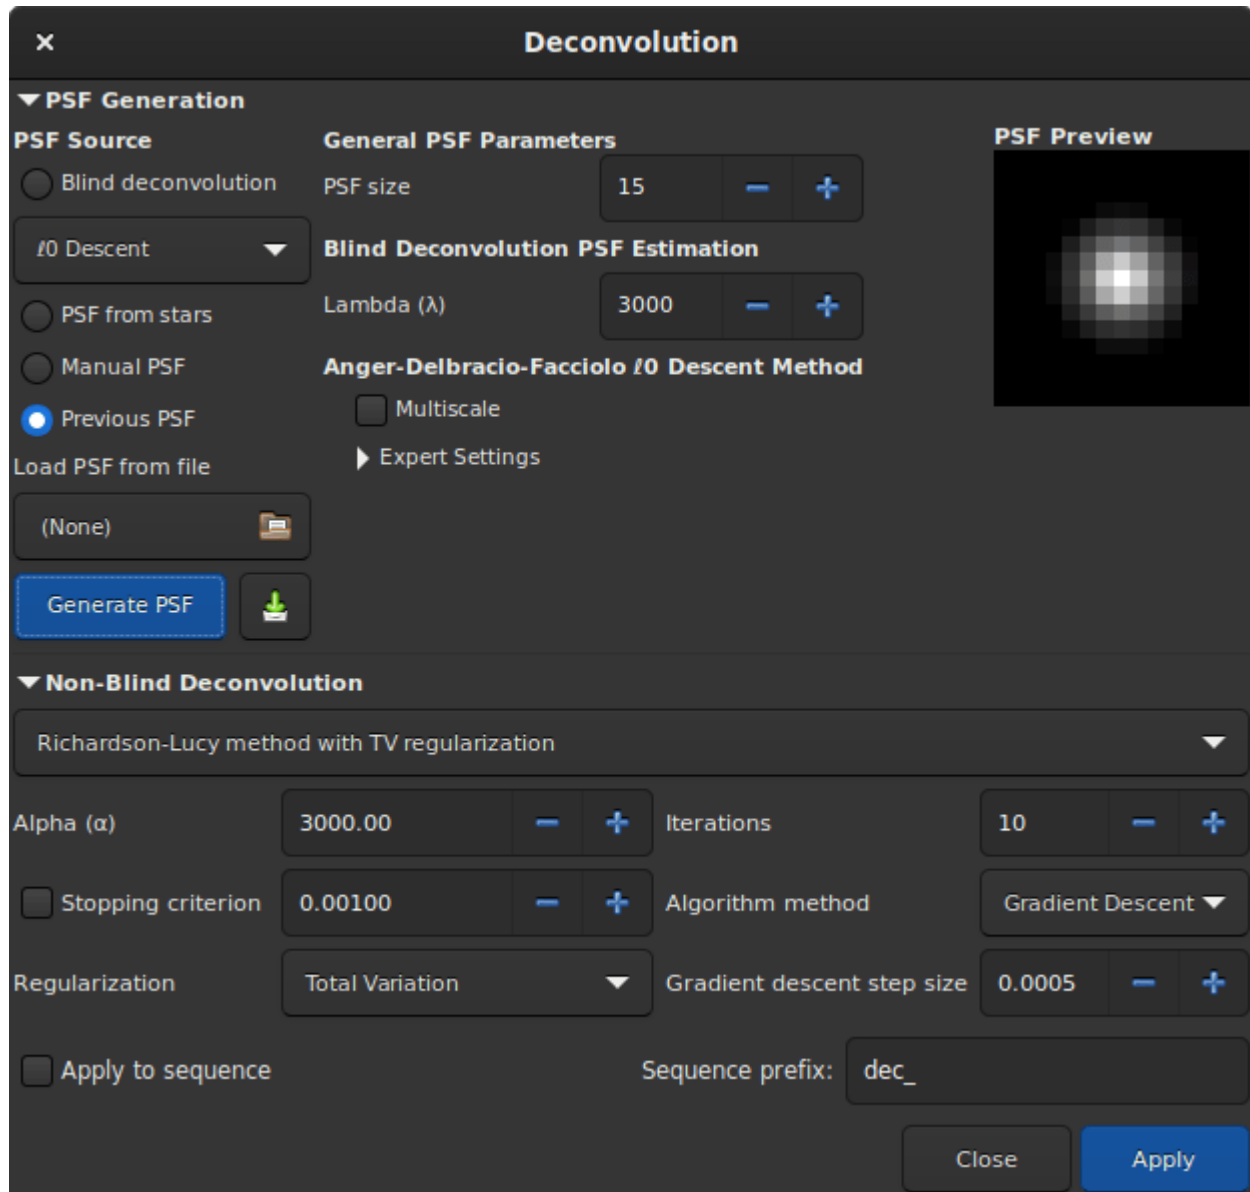 Deconvolution
PSF Generation
PSF Source
General PSF Parameters
PSF Preview
Blind deconvolution
PSF size
15
ℓ0 Descent
Blind Deconvolution PSF Estimation
Lambda (λ)
3000
PSF from stars
Manual PSF
Anger-Delbracio-Facciolo ℓ0 Descent Method
Multiscale
Previous PSF
Expert Settings
Load PSF from file
(None)
Generate PSF
Non-Blind Deconvolution
Richardson-Lucy method with TV regularization
Alpha (α)
3000.00
Iterations
10
Stopping criterion
0.00100
Algorithm method
Gradient Descent
Regularization
Total Variation
Gradient descent step size
0.0005
Apply to sequence
Sequence prefix:
dec_
Close
Apply